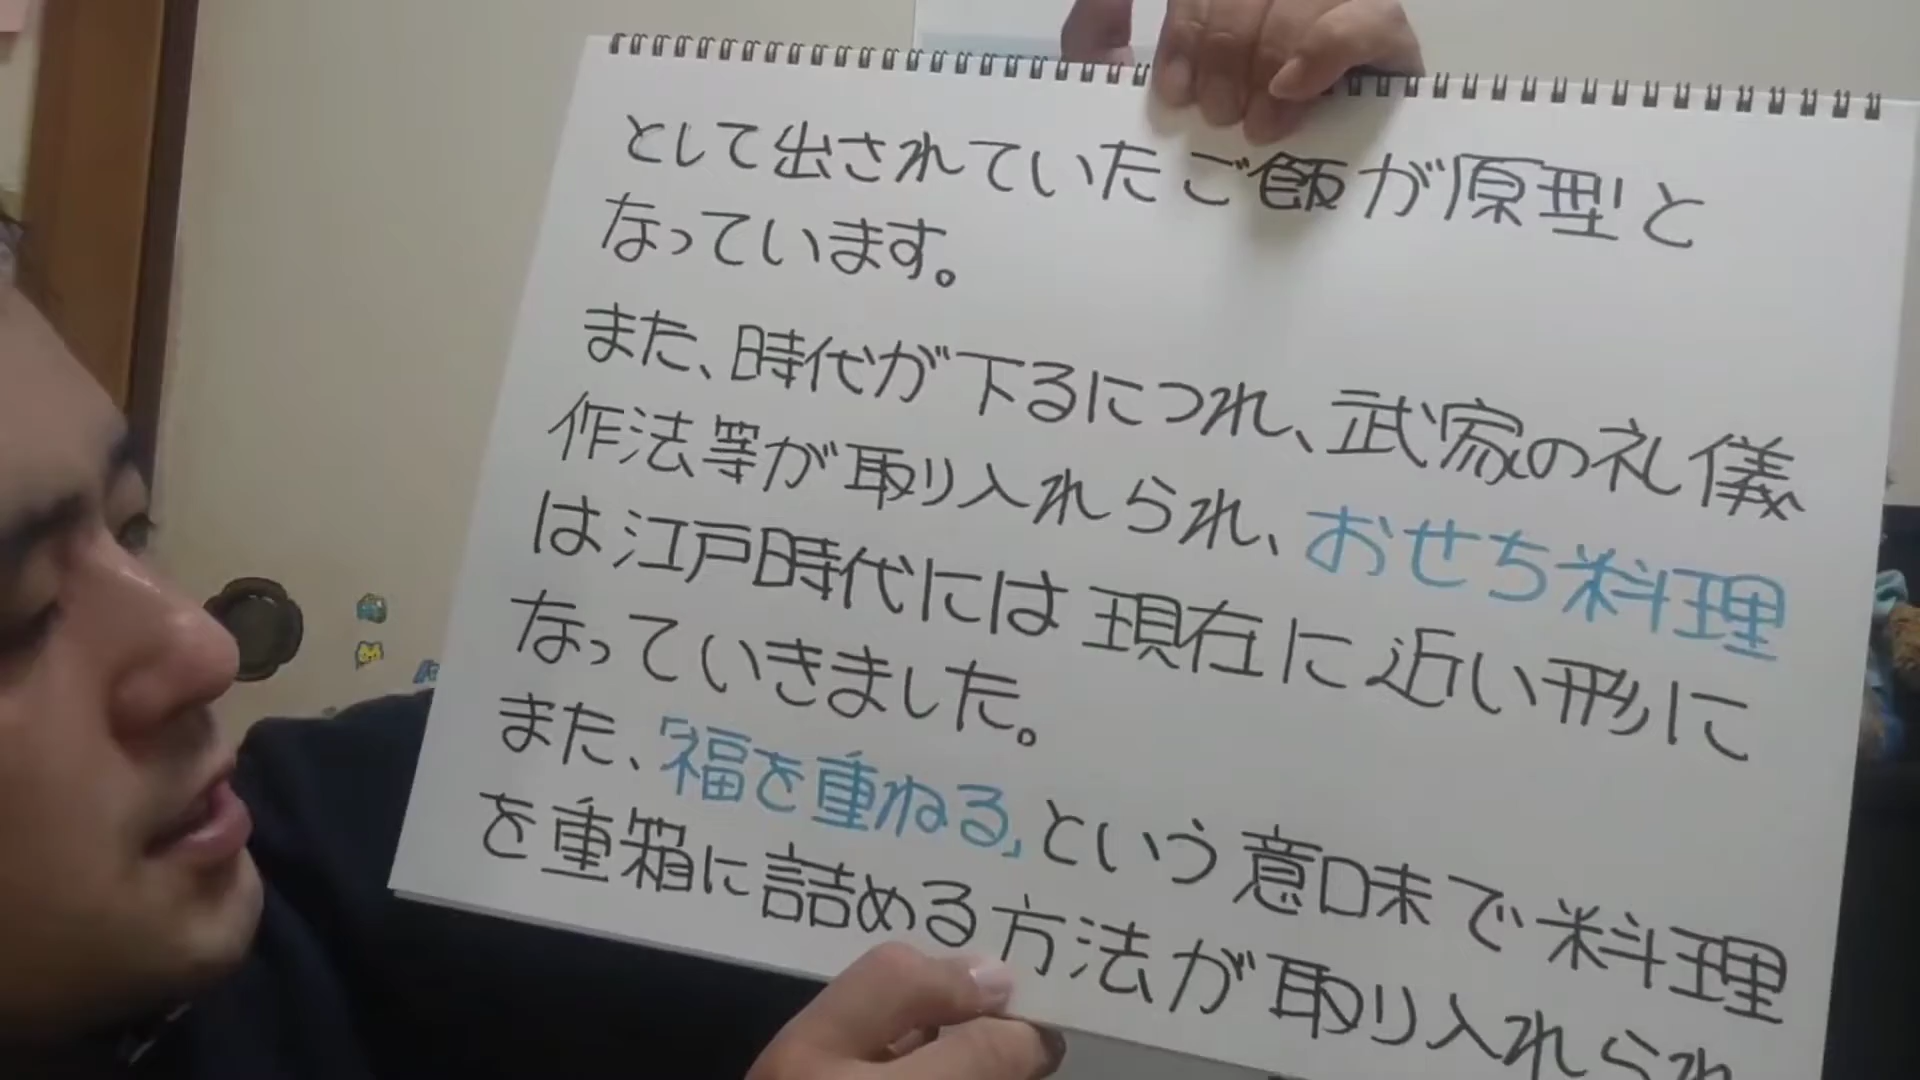 として出されていたご飯が原型と
なっています。
また、時代が下るにつれ、武家の礼儀
作法等が取り入れられ、おせち料理
は江戸時代には現在に近い形に
なっていきました。
また、「福を重ねる」という意味で料理
を重箱に詰める方法が取り入れられ